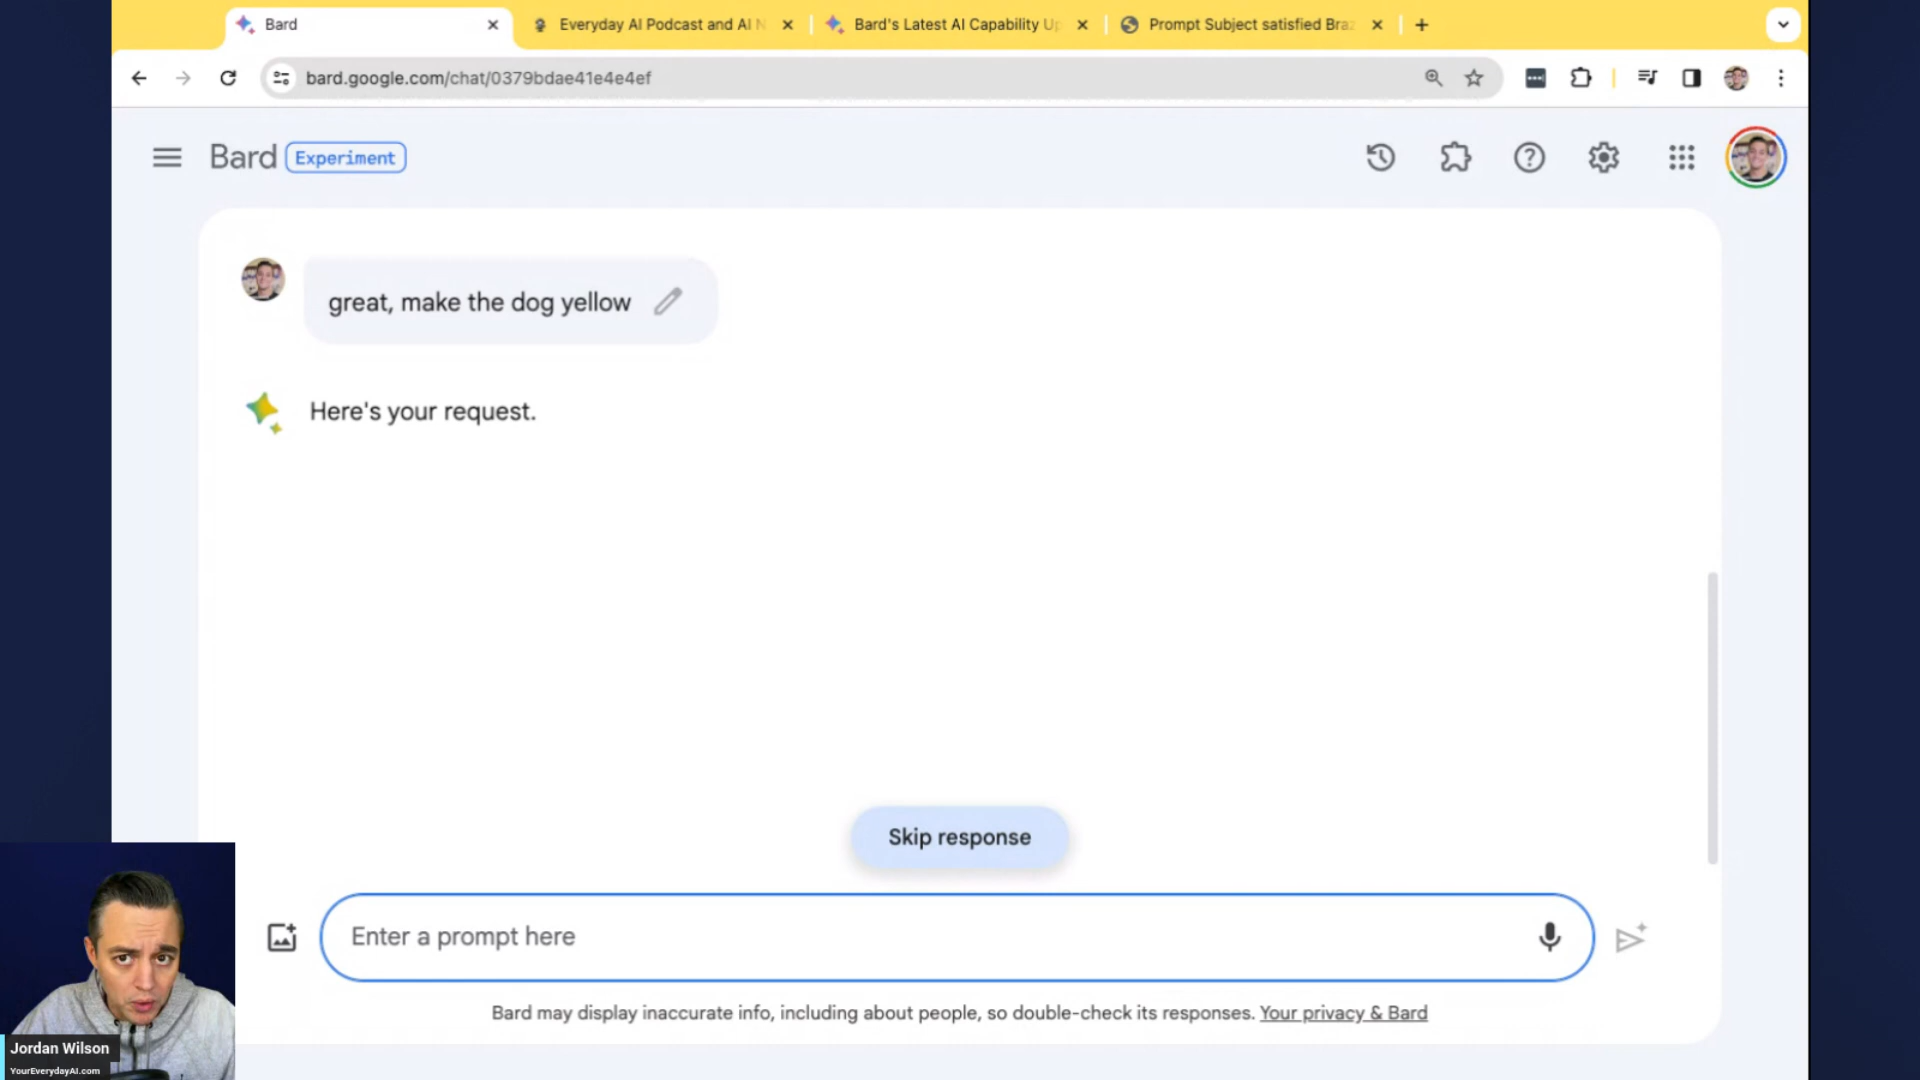 Bard
Everyday AI Podcast and AI N
Bard's Latest AI Capability Up
Prompt Subject satisfied Braz
bard.google.com/chat/0379bdae41e4e4ef
Bard Experiment
great, make the dog yellow
Here's your request.
Skip response
Enter a prompt here
Bard may display inaccurate info, including about people, so double-check its responses. Your privacy & Bard
Jordan Wilson
YourEverydayAI.com